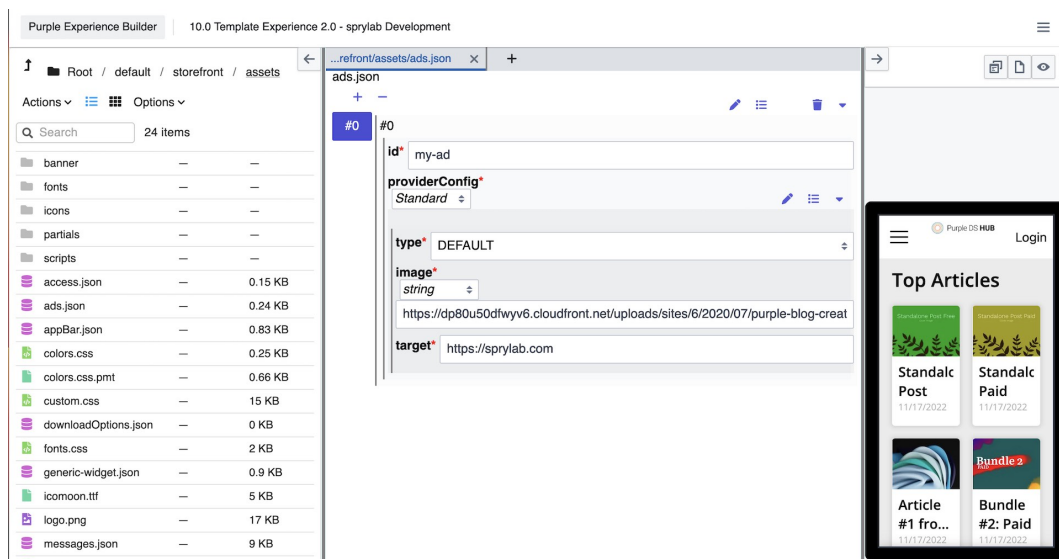 Purple Experience Builder
10.0 Template Experience 2.0 - sprylab Development
Root / default / storefront / assets
Actions
Options
Search
24 items
banner — —
fonts — —
icons — —
partials — —
scripts — —
access.json — 0.15 KB
ads.json — 0.24 KB
appBar.json — 0.83 KB
colors.css — 0.25 KB
colors.css.pmt — 0.66 KB
custom.css — 15 KB
downloadOptions.json — 0 KB
fonts.css — 2 KB
generic-widget.json — 0.9 KB
icomoon.ttf — 5 KB
logo.png — 17 KB
messages.json — 9 KB
...refront/assets/ads.json
ads.json
#0
#0
id* my-ad
providerConfig*
Standard
type* DEFAULT
image*
string
https://dp80u50dfwyv6.cloudfront.net/uploads/sites/6/2020/07/purple-blog-creat
target* https://sprylab.com
Purple DS HUB
Login
Top Articles
Standalone Post Free
Standalone Post Paid
Standalc Post
11/17/2022
Standalc Paid
11/17/2022
Bundle 2
PAID
Article
#1 fro...
11/17/2022
Bundle
#2: Paid
11/17/2022